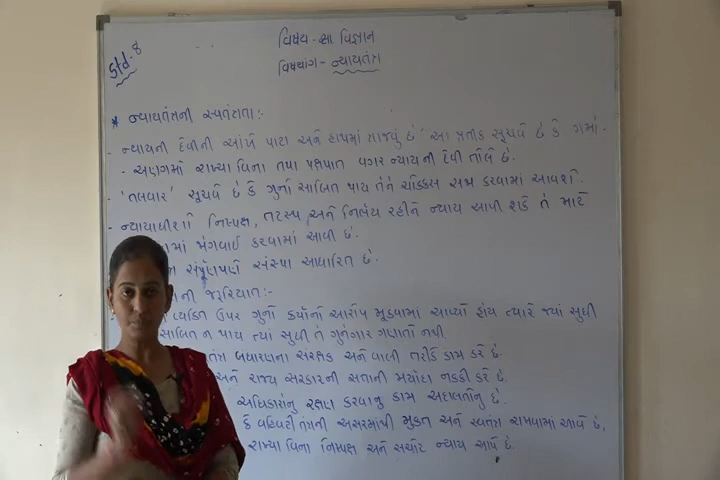 Std-8
વિષય - સા વિજ્ઞાન
વિષયાંગ - ન્યાયતંત્ર
* ન્યાયતંત્રની સ્વતંત્રતા :-
- ન્યાયની દેવીની આંખે પાટા અને હાથમાં ત્રાજવું છે' આ પ્રતીક સૂચવે છે કે ગમા -
- અણગમો રાખ્યા વિના તથા પક્ષપાત વગર ન્યાયની દેવી તોલે છે.
- 'તલવાર' સૂચવે છે કે ગુનો સાબિત થાય તેને ચોક્કસ સજા કરવામાં આવશે.
- ન્યાયાધીશો નિષ્પક્ષ, તટસ્થ અને નિર્ભય રહીને ન્યાય આપી શકે તે માટે
માં જોગવાઈ કરવામાં આવી છે.
સંપૂર્ણપણે સંસ્થા આધારિત છે.
ની જરૂરિયાત :-
વ્યક્તિ ઉપર ગુનો કર્યાનો આરોપ મૂકવામાં આવ્યો હોય ત્યારે જ્યાં સુધી
સાબિત ન થાય ત્યાં સુધી તે ગુનેગાર ગણાતો નથી.
બંધારણના સંરક્ષક અને વાલી તરીકે કામ કરે છે.
અને રાજ્ય સરકારની સત્તાની મર્યાદા નક્કી કરે છે.
અધિકારોનું રક્ષણ કરવાનું કામ અદાલતોનું છે.
કે વહિવટી તંત્રની અસરમાંથી મુક્ત અને સ્વતંત્ર રાખવામાં આવે છે,
રાખ્યા વિના નિષ્પક્ષ અને સચોટ ન્યાય આપે છે.